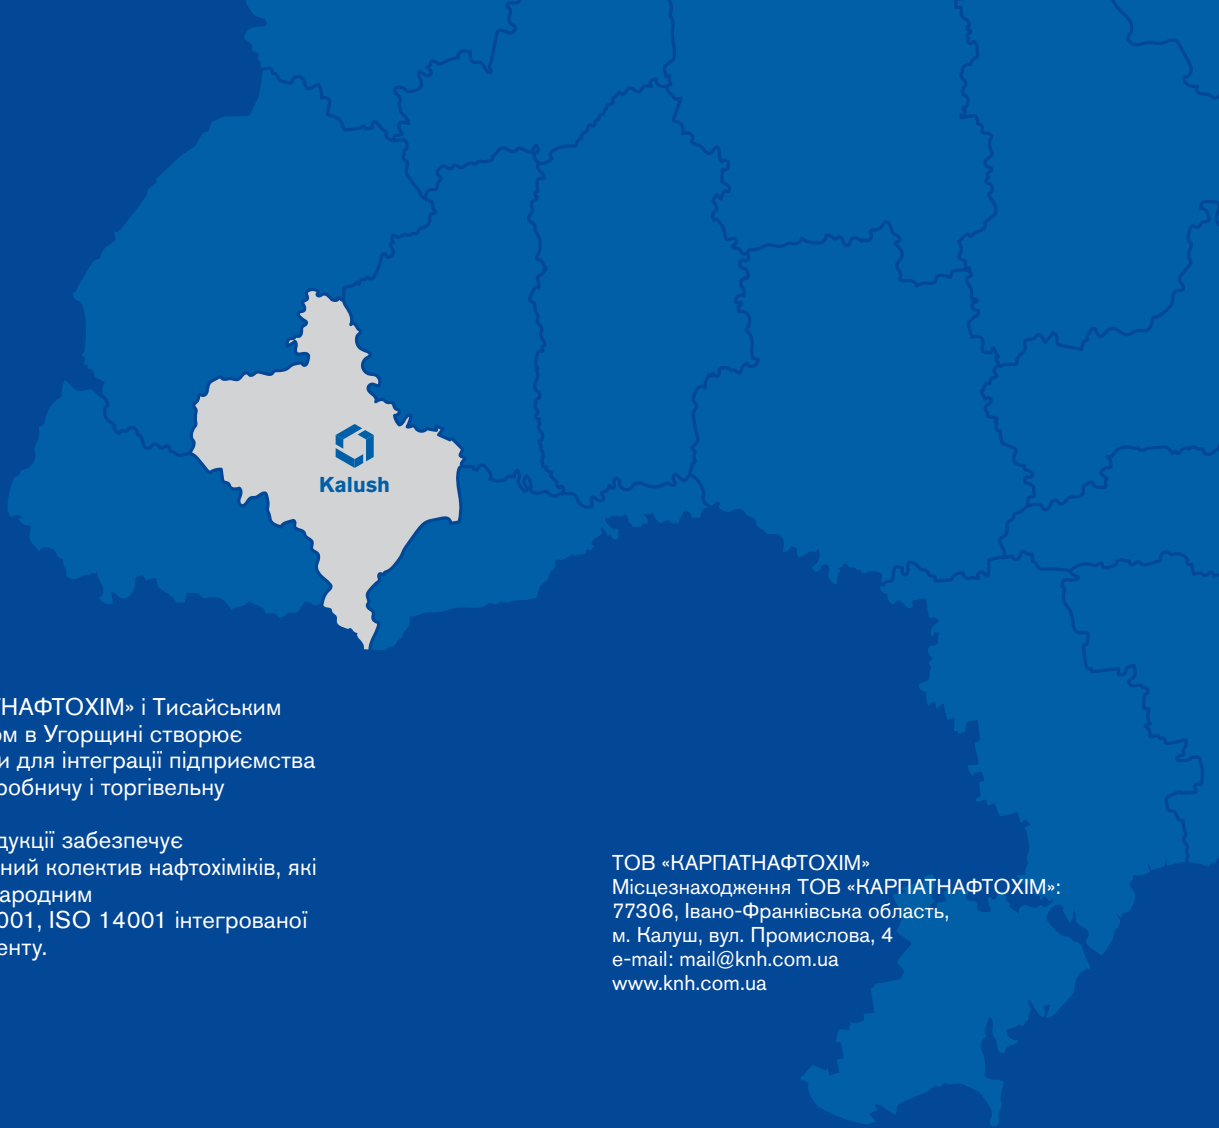 Kalush
ТНАФТОХІМ» і Тисайським
ом в Угорщині створює
и для інтеграції підприємства
робничу і торгівельну
дукції забезпечує
ний колектив нафтохіміків, які
ародним
001, ISO 14001 інтегрованої
енту.
ТОВ «КАРПАТНАФТОХІМ»
Місцезнаходження ТОВ «КАРПАТНАФТОХІМ»:
77306, Івано-Франківська область,
м. Калуш, вул. Промислова, 4
e-mail: mail@knh.com.ua
www.knh.com.ua